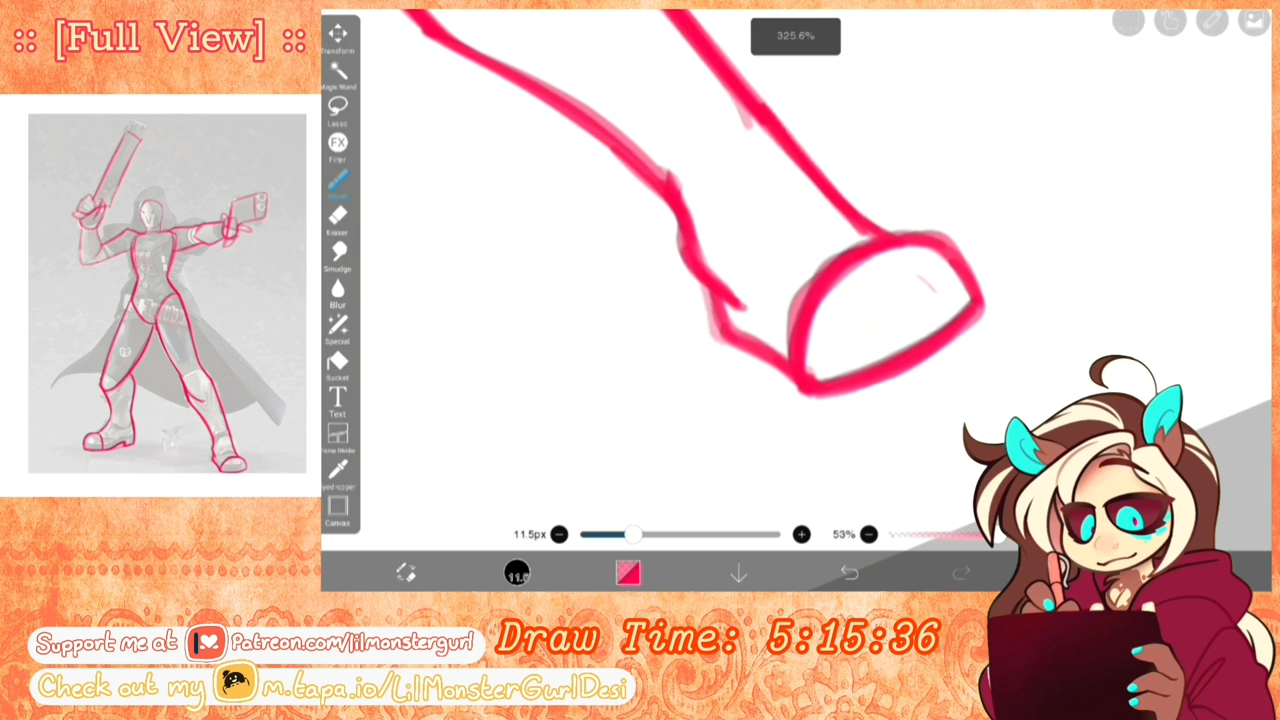 :: [Full View] ::
325.6%
Transform
Magic Wand
Lasso
FX
Filter
Brush
Eraser
Smudge
Blur
Special
Bucket
T
Text
Canvas
11.5px
53%
Support me at Patreon.com/lilmonstergurl
Draw Time: 5:15:36
Check out my m.tapa.io/LilMonsterGurlDesi